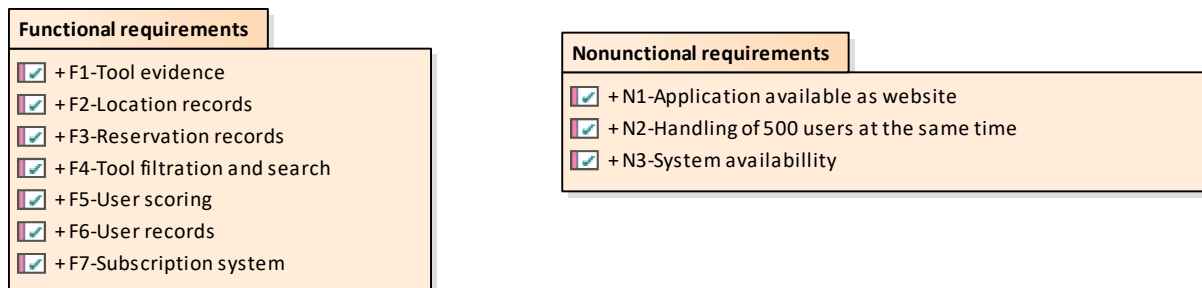 Functional requirements
+ F1-Tool evidence
+ F2-Location records
+ F3-Reservation records
+ F4-Tool filtration and search
+ F5-User scoring
+ F6-User records
+ F7-Subscription system
Nonunctional requirements
+ N1-Application available as website
+ N2-Handling of 500 users at the same time
+ N3-System availabillity